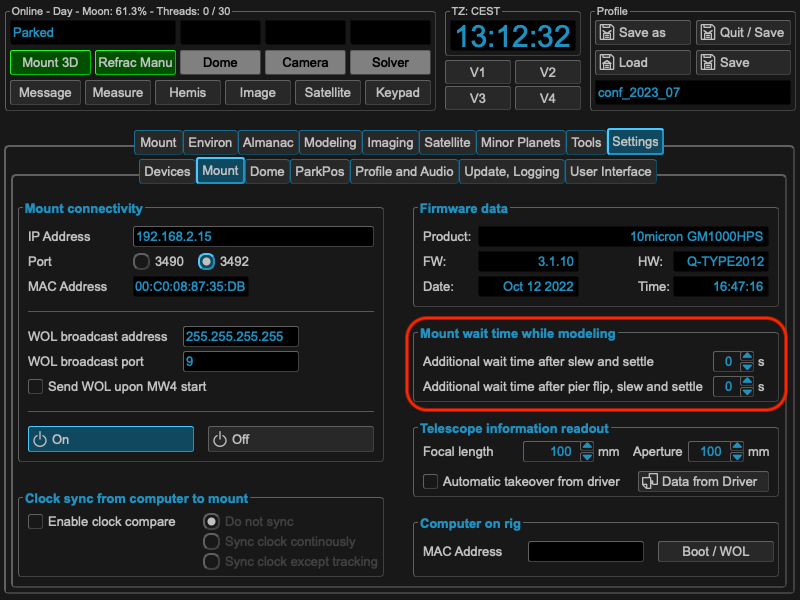 Online - Day - Moon: 61.3% - Threads: 0 / 30
Parked
Mount 3D
Refrac Manu
Dome
Camera
Solver
Message
Measure
Hemis
Image
Satellite
Keypad
TZ: CEST
13:12:32
V1
V2
V3
V4
Profile
Save as
Quit / Save
Load
Save
conf_2023_07
Mount
Environ
Almanac
Modeling
Imaging
Satellite
Minor Planets
Tools
Settings
Devices
Mount
Dome
ParkPos
Profile and Audio
Update, Logging
User Interface
Mount connectivity
IP Address
192.168.2.15
Port
3490
3492
MAC Address
00:C0:08:87:35:DB
WOL broadcast address
255.255.255.255
WOL broadcast port
9
Send WOL upon MW4 start
On
Off
Clock sync from computer to mount
Enable clock compare
Do not sync
Sync clock continously
Sync clock except tracking
Firmware data
Product:
10micron GM1000HPS
FW:
3.1.10
HW:
Q-TYPE2012
Date:
Oct 12 2022
Time:
16:47:16
Mount wait time while modeling
Additional wait time after slew and settle
0
s
Additional wait time after pier flip, slew and settle
0
s
Telescope information readout
Focal length
100
mm
Aperture
100
mm
Automatic takeover from driver
Data from Driver
Computer on rig
MAC Address
Boot / WOL